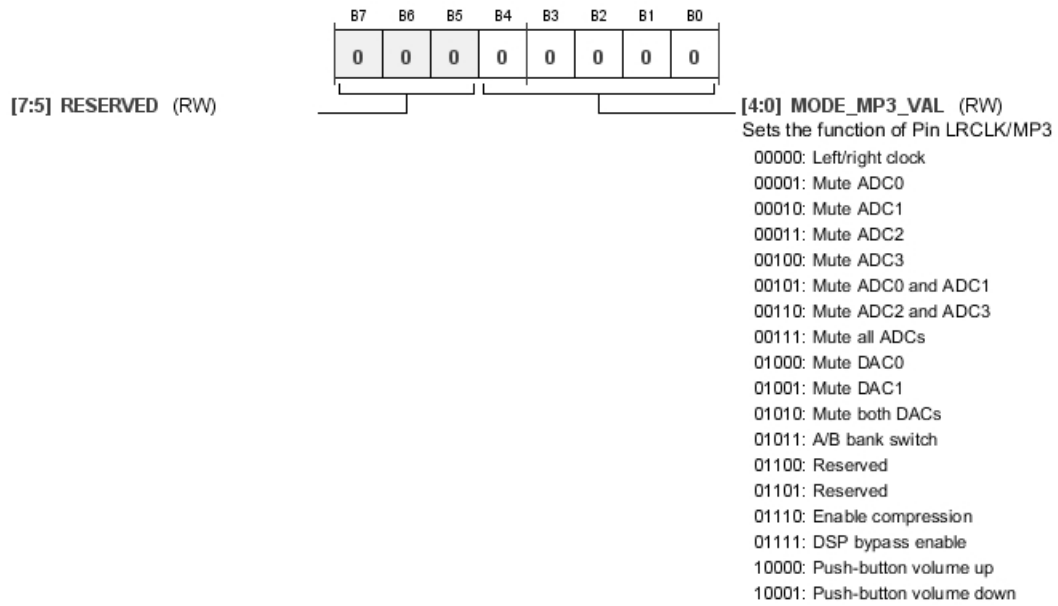 B7 B6 B5 B4 B3 B2 B1 B0
0 0 0 0 0 0 0 0
[7:5] RESERVED (RW)
[4:0] MODE_MP3_VAL (RW)
Sets the function of Pin LRCLK/MP3
00000: Left/right clock
00001: Mute ADC0
00010: Mute ADC1
00011: Mute ADC2
00100: Mute ADC3
00101: Mute ADC0 and ADC1
00110: Mute ADC2 and ADC3
00111: Mute all ADCs
01000: Mute DAC0
01001: Mute DAC1
01010: Mute both DACs
01011: A/B bank switch
01100: Reserved
01101: Reserved
01110: Enable compression
01111: DSP bypass enable
10000: Push-button volume up
10001: Push-button volume down